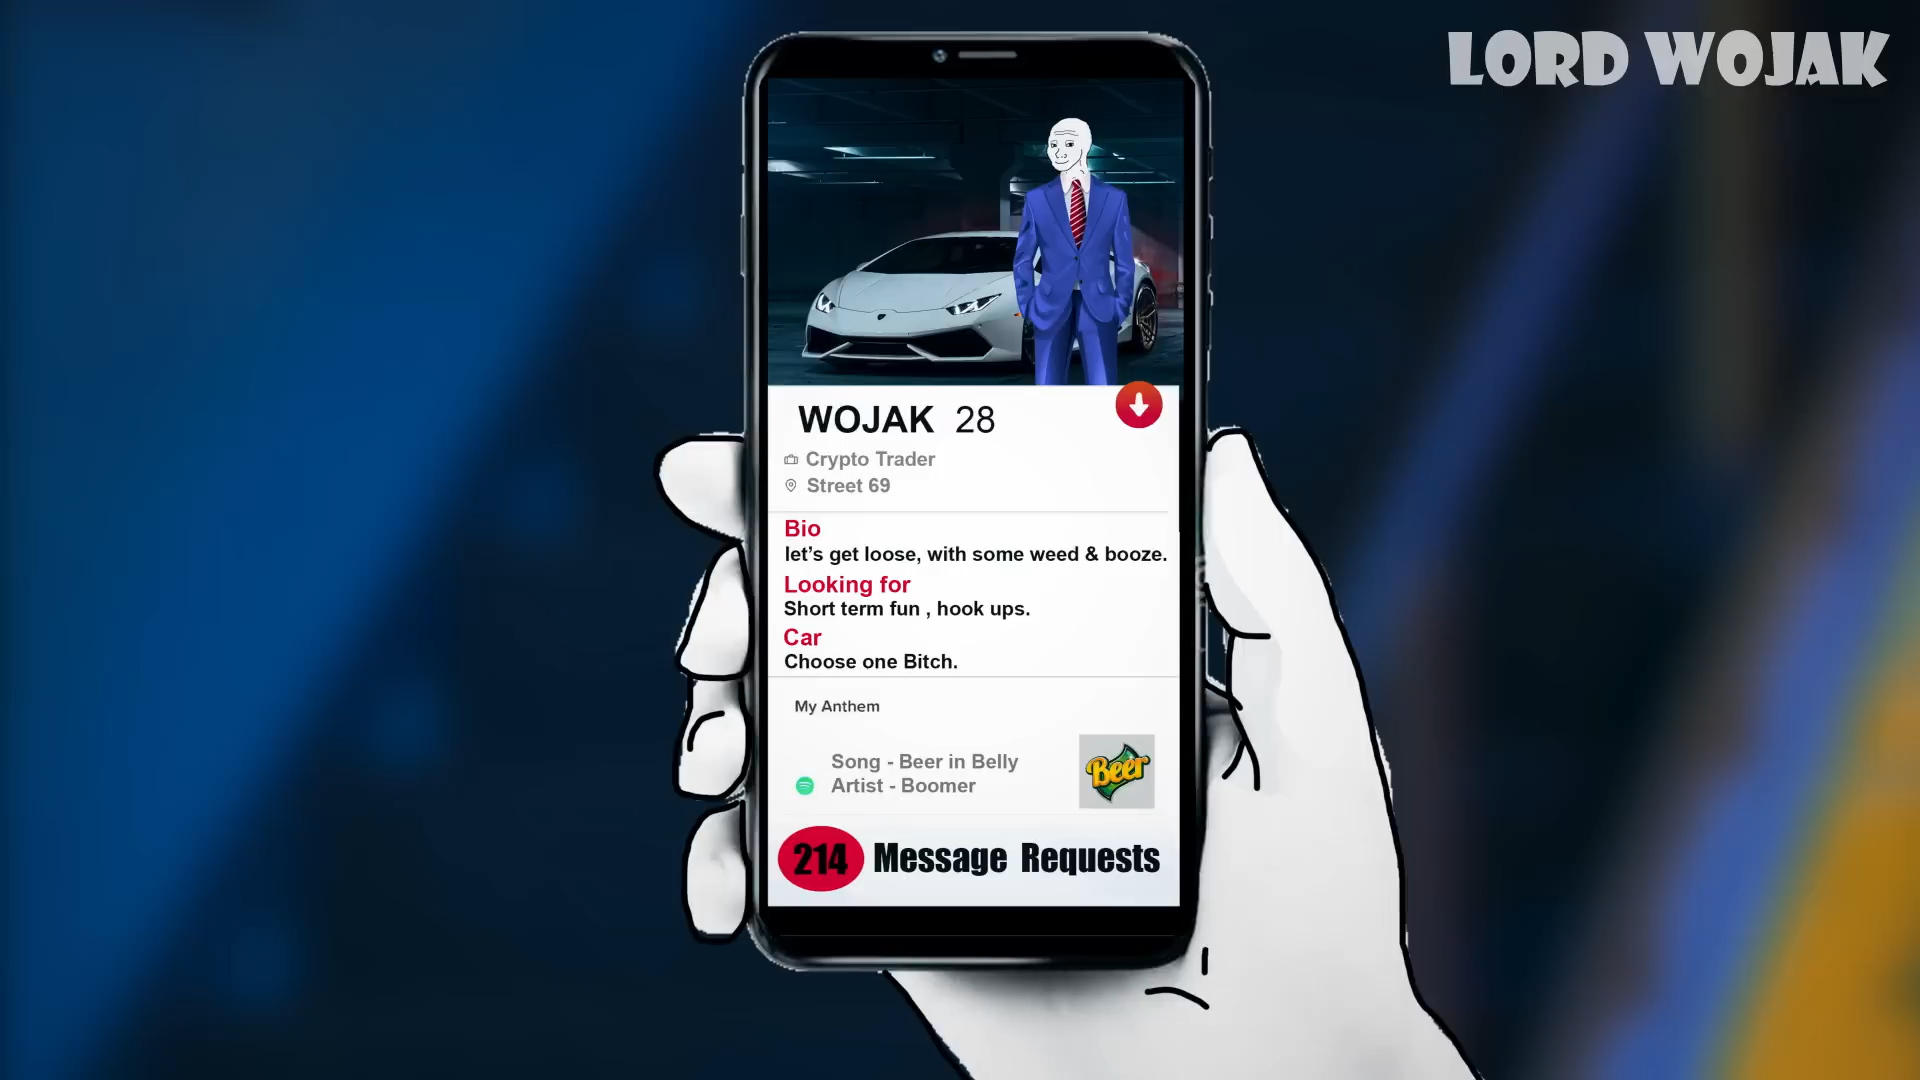 LORD WOJAK
WOJAK 28
Crypto Trader
Street 69
Bio
let’s get loose, with some weed & booze.
Looking for
Short term fun , hook ups.
Car
Choose one Bitch.
My Anthem
Song - Beer in Belly
Artist - Boomer
Beer
214 Message Requests